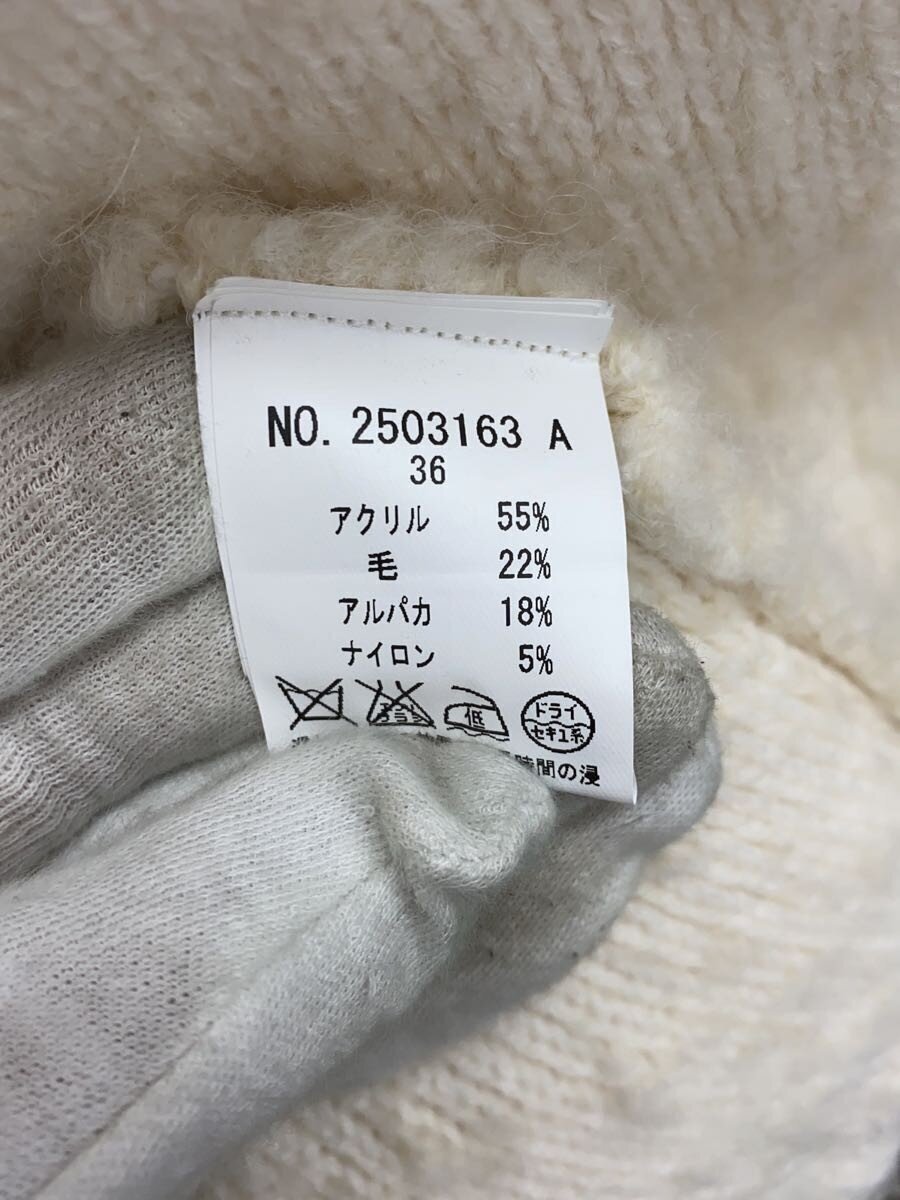 NO. 2503163 A
36
アクリル 55%
毛 22%
アルパカ 18%
ナイロン 5%
低
ドライ
セキユ系
時間の浸